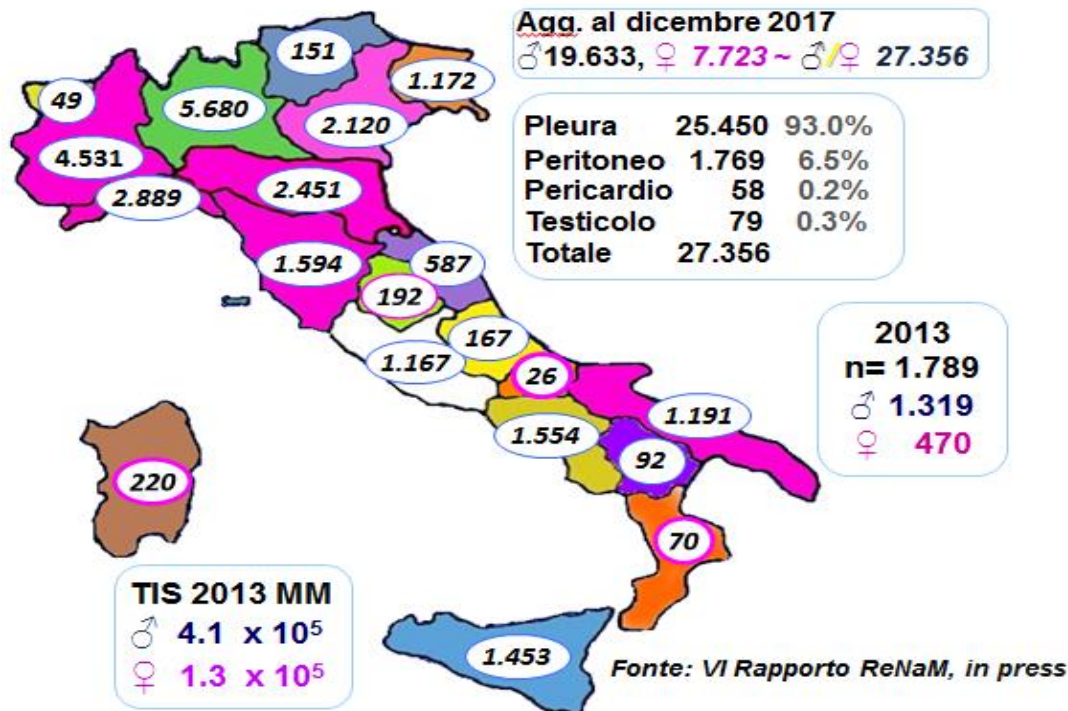 Agg. al dicembre 2017
♂19.633, ♀ 7.723 ~ ♂/♀ 27.356
151
1.172
49
5.680
2.120
4.531
2.889
2.451
Pleura 25.450 93.0%
Peritoneo 1.769 6.5%
Pericardio 58 0.2%
Testicolo 79 0.3%
Totale 27.356
1.594
587
192
167
1.167
26
1.554
1.191
92
2013
n= 1.789
♂ 1.319
♀ 470
220
70
TIS 2013 MM
♂ 4.1 x 10⁵
♀ 1.3 x 10⁵
1.453
Fonte: VI Rapporto ReNaM, in press